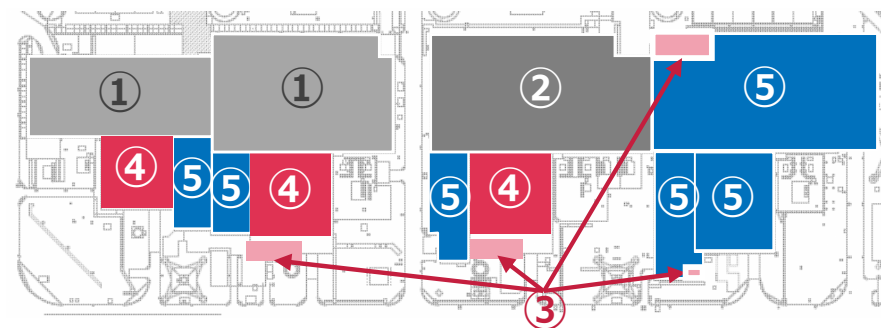 ① ① ② ⑤
④ ⑤ ⑤ ④ ⑤ ④ ⑤ ⑤
③